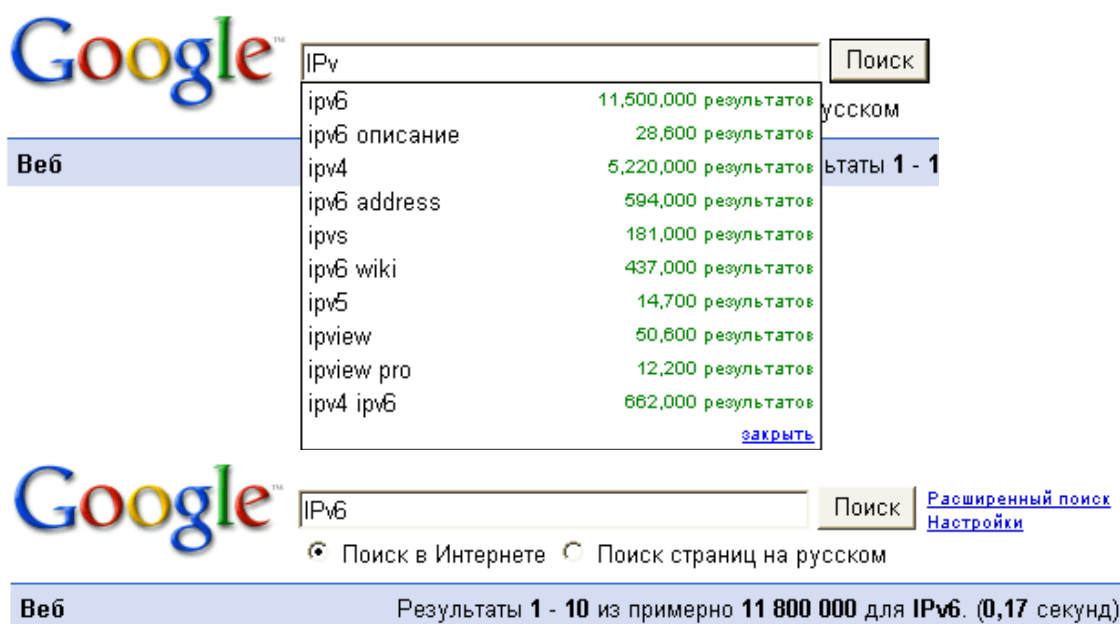 Google™ IPv Поиск
ipv6 11,500,000 результатов усском
ipv6 описание 28,600 результатов
Веб ipv4 5,220,000 результатов ьтаты 1 - 1
ipv6 address 594,000 результатов
ipvs 181,000 результатов
ipv6 wiki 437,000 результатов
ipv5 14,700 результатов
ipview 50,600 результатов
ipview pro 12,200 результатов
ipv4 ipv6 662,000 результатов
закрыть
Google™ IPv6 Поиск Расширенный поиск
Настройки
Поиск в Интернете Поиск страниц на русском
Веб Результаты 1 - 10 из примерно 11 800 000 для IPv6. (0,17 секунд)